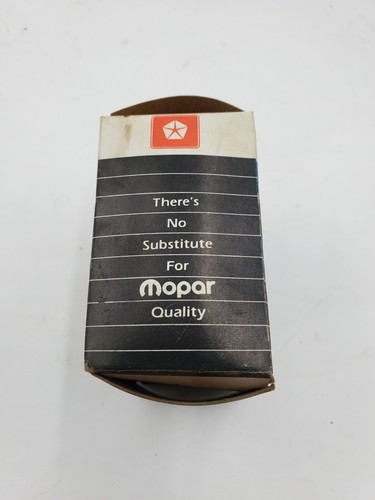 There's
No
Substitute
For
Mopar
Quality